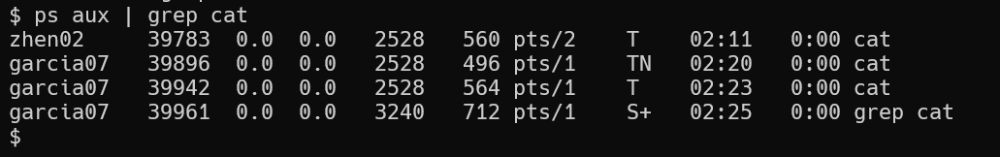 $ ps aux | grep cat
zhen02     39783  0.0  0.0   2528   560 pts/2    T    02:11   0:00 cat
garcia07   39896  0.0  0.0   2528   496 pts/1    TN   02:20   0:00 cat
garcia07   39942  0.0  0.0   2528   564 pts/1    T    02:23   0:00 cat
garcia07   39961  0.0  0.0   3240   712 pts/1    S+   02:25   0:00 grep cat
$